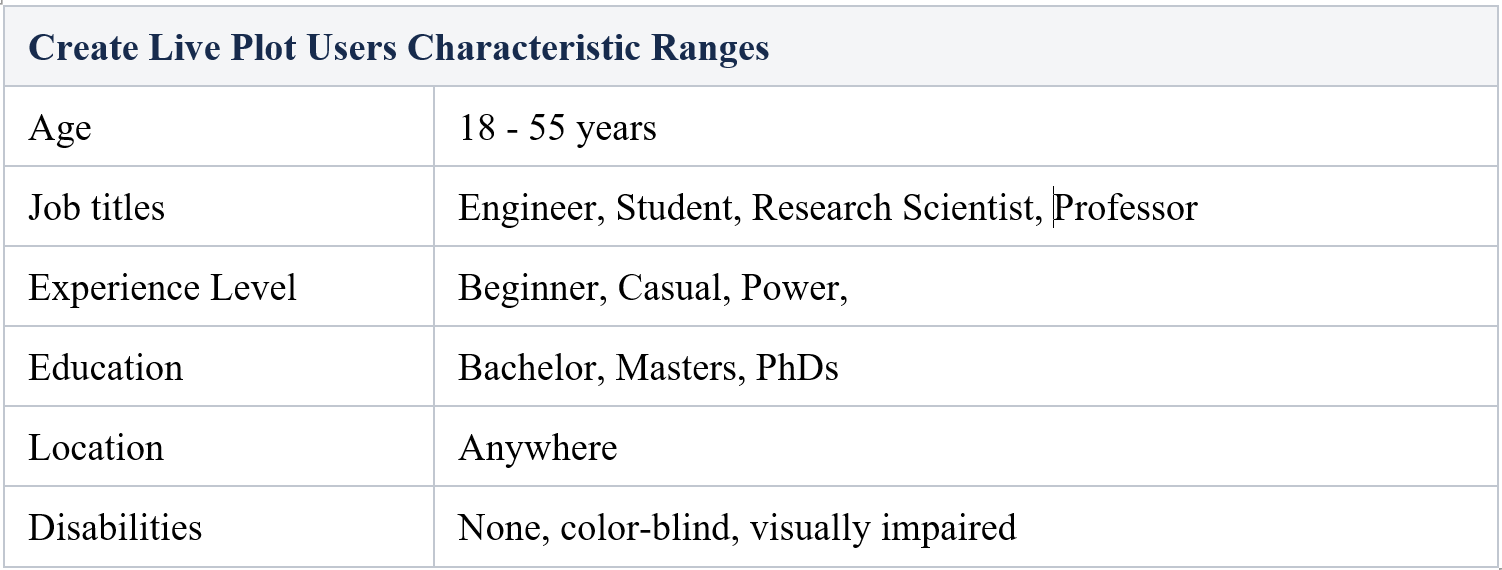 Create Live Plot Users Characteristic Ranges
Age 18 - 55 years
Job titles Engineer, Student, Research Scientist, Professor
Experience Level Beginner, Casual, Power,
Education Bachelor, Masters, PhDs
Location Anywhere
Disabilities None, color-blind, visually impaired